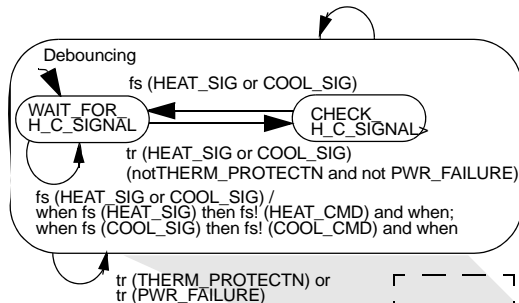 Debouncing
fs (HEAT_SIG or COOL_SIG)
WAIT_FOR_
H_C_SIGNAL
CHECK_
H_C_SIGNAL>
tr (HEAT_SIG or COOL_SIG)
(notTHERM_PROTECTN and not PWR_FAILURE)
fs (HEAT_SIG or COOL_SIG) /
when fs (HEAT_SIG) then fs! (HEAT_CMD) and when;
when fs (COOL_SIG) then fs! (COOL_CMD) and when
tr (THERM_PROTECTN) or
tr (PWR_FAILURE)